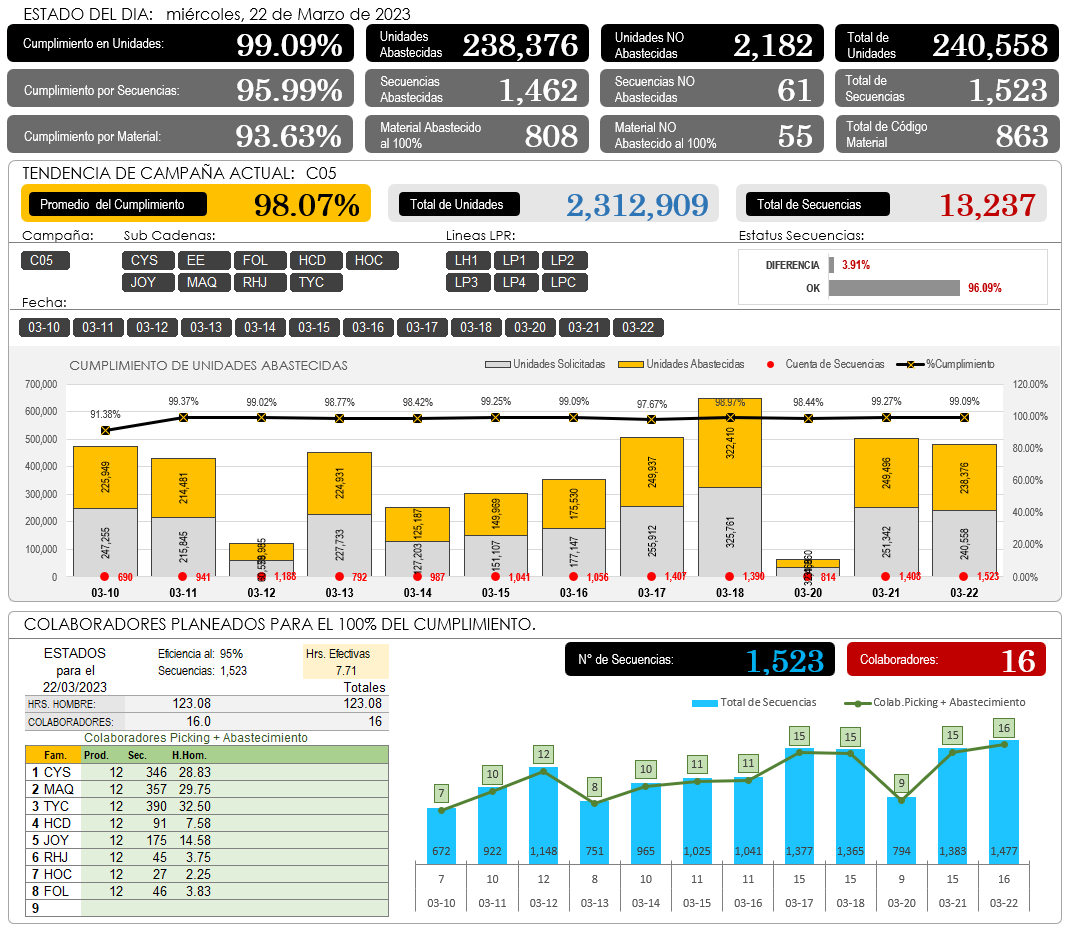 ESTADO DEL DIA: miércoles, 22 de Marzo de 2023
Cumplimiento en Unidades: 99.09%
Unidades Abastecidas 238,376
Unidades NO Abastecidas 2,182
Total de Unidades 240,558
Cumplimiento por Secuencias: 95.99%
Secuencias Abastecidas 1,462
Secuencias NO Abastecidas 61
Total de Secuencias 1,523
Cumplimiento por Material: 93.63%
Material Abastecido al 100% 808
Material NO Abastecido al 100% 55
Total de Código Material 863
TENDENCIA DE CAMPAÑA ACTUAL: C05
Promedio del Cumplimiento 98.07%
Total de Unidades 2,312,909
Total de Secuencias 13,237
Campaña: Sub Cadenas: Lineas LPR: Estatus Secuencias:
C05 CYS EE FOL HCD HOC LH1 LP1 LP2
JOY MAQ RHJ TYC LP3 LP4 LPC
DIFERENCIA 3.91%
OK 96.09%
Fecha:
03-10 03-11 03-12 03-13 03-14 03-15 03-16 03-17 03-18 03-20 03-21 03-22
CUMPLIMIENTO DE UNIDADES ABASTECIDAS
Unidades Solicitadas Unidades Abastecidas Cuenta de Secuencias %Cumplimiento
700,000 600,000 500,000 400,000 300,000 200,000 100,000 0
120.00% 100.00% 80.00% 60.00% 40.00% 20.00% 0.00%
91.38% 99.37% 99.02% 98.77% 98.42% 99.25% 99.09% 97.67% 98.97% 98.44% 99.27% 99.09%
225,949 214,481 224,931 125,187 149,969 175,530 249,937 322,410 249,496 238,376
247,255 215,845 227,733 127,203 151,107 177,147 255,912 325,761 251,342 240,558
690 941 1,188 792 987 1,041 1,056 1,407 1,390 814 1,408 1,523
03-10 03-11 03-12 03-13 03-14 03-15 03-16 03-17 03-18 03-20 03-21 03-22
COLABORADORES PLANEADOS PARA EL 100% DEL CUMPLIMIENTO.
ESTADOS
para el
22/03/2023
Eficiencia al: 95%
Secuencias: 1,523
Hrs. Efectivas
7.71
Totales
HRS. HOMBRE: 123.08 123.08
COLABORADORES: 16.0 16
Colaboradores Picking + Abastecimiento
Fam. Prod. Sec. H.Hom.
1 CYS 12 346 28.83
2 MAQ 12 357 29.75
3 TYC 12 390 32.50
4 HCD 12 91 7.58
5 JOY 12 175 14.58
6 RHJ 12 45 3.75
7 HOC 12 27 2.25
8 FOL 12 46 3.83
9
N° de Secuencias: 1,523
Colaboradores: 16
Total de Secuencias Colab.Picking + Abastecimiento
7 10 12 8 10 11 11 15 15 9 15 16
672 922 1,148 751 965 1,025 1,041 1,377 1,365 794 1,383 1,477
7 10 12 8 10 11 11 15 15 9 15 16
03-10 03-11 03-12 03-13 03-14 03-15 03-16 03-17 03-18 03-20 03-21 03-22